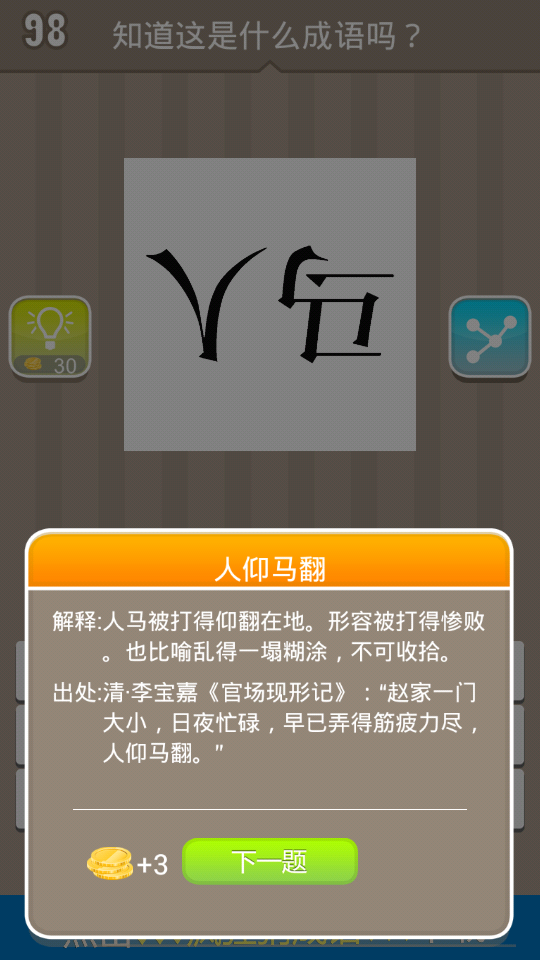 98
知道这是什么成语吗？
人马
30
人仰马翻
解释:人马被打得仰翻在地。形容被打得惨败
。也比喻乱得一塌糊涂，不可收拾。
出处:清·李宝嘉《官场现形记》：“赵家一门
大小，日夜忙碌，早已弄得筋疲力尽，
人仰马翻。”
+3
下一题